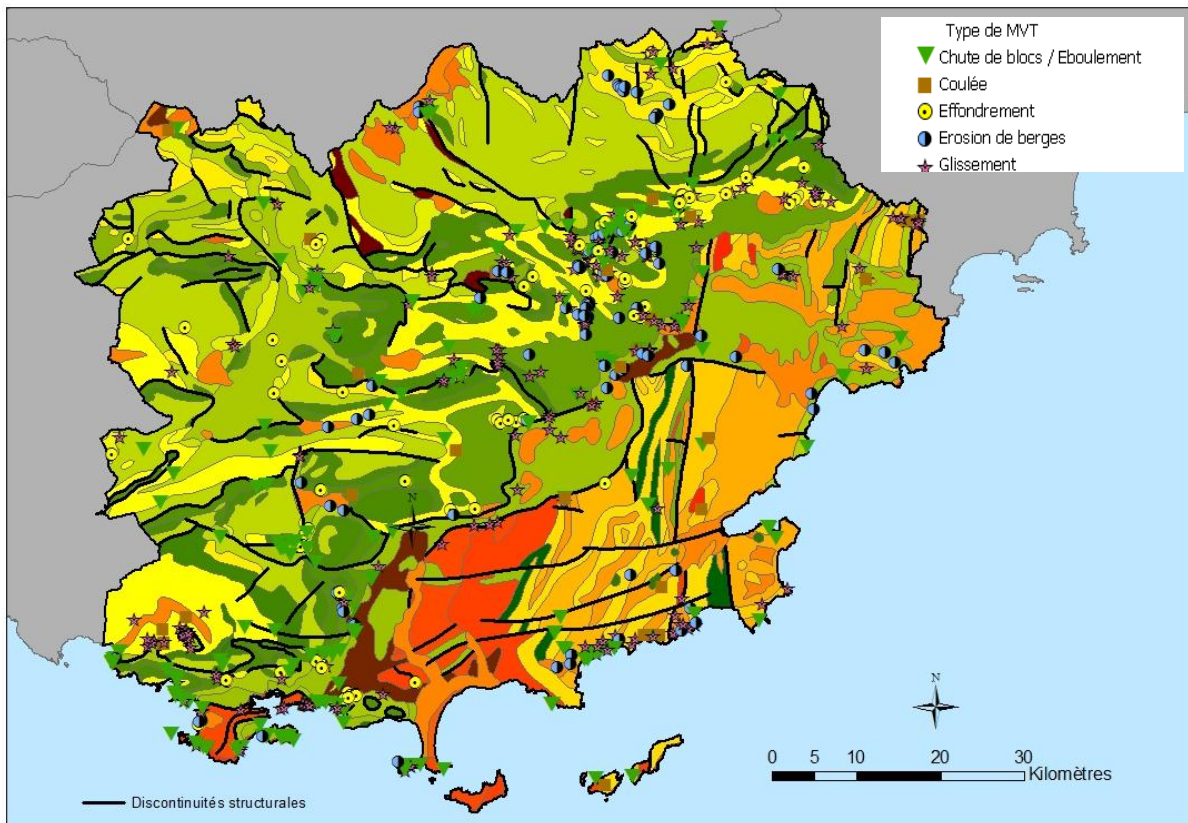 Type de MVT
Chute de blocs / Eboulement
Coulée
Effondrement
Erosion de berges
Glissement
N
N
0 5 10 20 30
Kilomètres
Discontinuités structurales